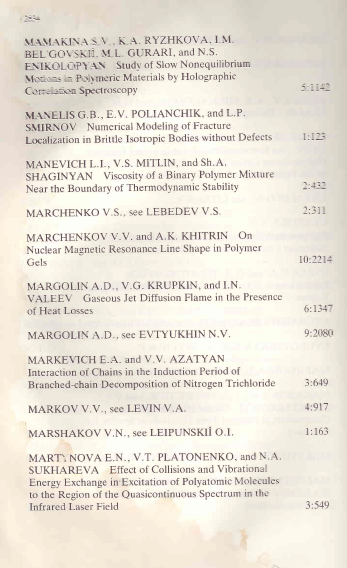 2834
MAMAKINA S.V., K.A. RYZHKOVA, I.M.
BEL'GOVSKIĬ, M.L. GURARI, and N.S.
ENIKOLOPYAN Study of Slow Nonequilibrium
Motions in Polymeric Materials by Holographic
Correlation Spectroscopy 5:1142
MANELIS G.B., E.V. POLIANCHIK, and L.P.
SMIRNOV Numerical Modeling of Fracture
Localization in Brittle Isotropic Bodies without Defects 1:123
MANEVICH L.I., V.S. MITLIN, and Sh.A.
SHAGINYAN Viscosity of a Binary Polymer Mixture
Near the Boundary of Thermodynamic Stability 2:432
MARCHENKO V.S., see LEBEDEV V.S. 2:311
MARCHENKOV V.V. and A.K. KHITRIN On
Nuclear Magnetic Resonance Line Shape in Polymer
Gels 10:2214
MARGOLIN A.D., V.G. KRUPKIN, and I.N.
VALEEV Gaseous Jet Diffusion Flame in the Presence
of Heat Losses 6:1347
MARGOLIN A.D., see EVTYUKHIN N.V. 9:2080
MARKEVICH E.A. and V.V. AZATYAN
Interaction of Chains in the Induction Period of
Branched-chain Decomposition of Nitrogen Trichloride 3:649
MARKOV V.V., see LEVIN V.A. 4:917
MARSHAKOV V.N., see LEIPUNSKIĬ O.I. 1:163
E.N., V.T. PLATONENKO, and N.A.
SUKHAREVA Effect of Collisions and Vibrational
Energy Exchange in Excitation of Polyatomic Molecules
to the Region of the Quasicontinuous Spectrum in the
Infrared Laser Field 3:549